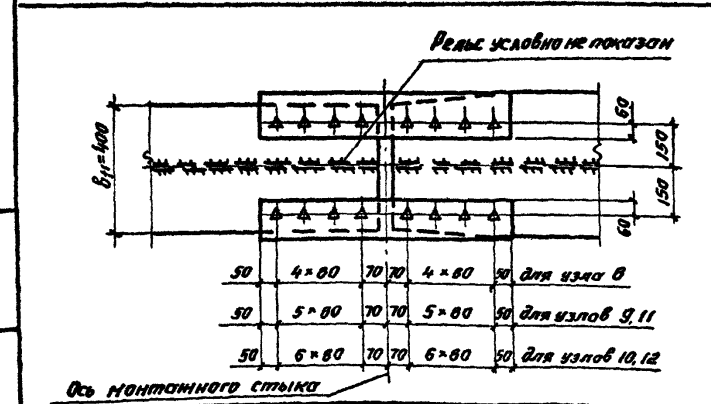 Рельс условно не показан
bп=400
60
150
150
60
50 4×80 70 70 4×80 50 для узла 8
50 5×80 70 70 5×80 50 для узлов 9,11
50 6×80 70 70 6×80 50 для узлов 10,12
Ось монтажного стыка